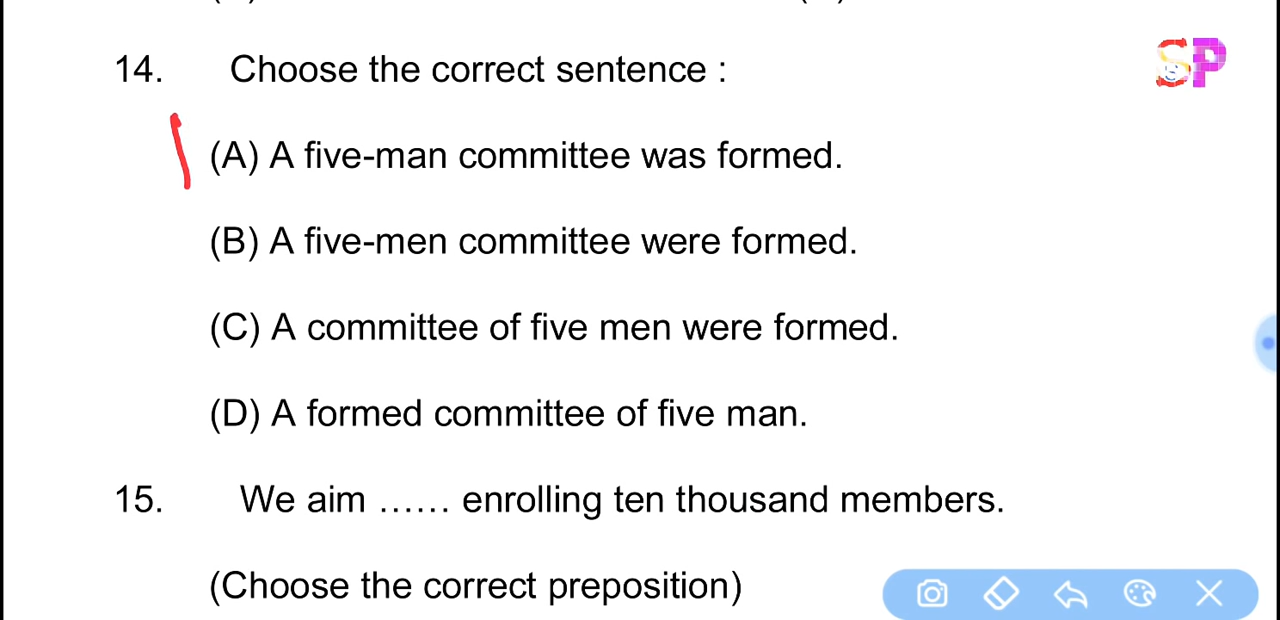 14. Choose the correct sentence :
SP
(A) A five-man committee was formed.
(B) A five-men committee were formed.
(C) A committee of five men were formed.
(D) A formed committee of five man.
15. We aim ...... enrolling ten thousand members.
(Choose the correct preposition)